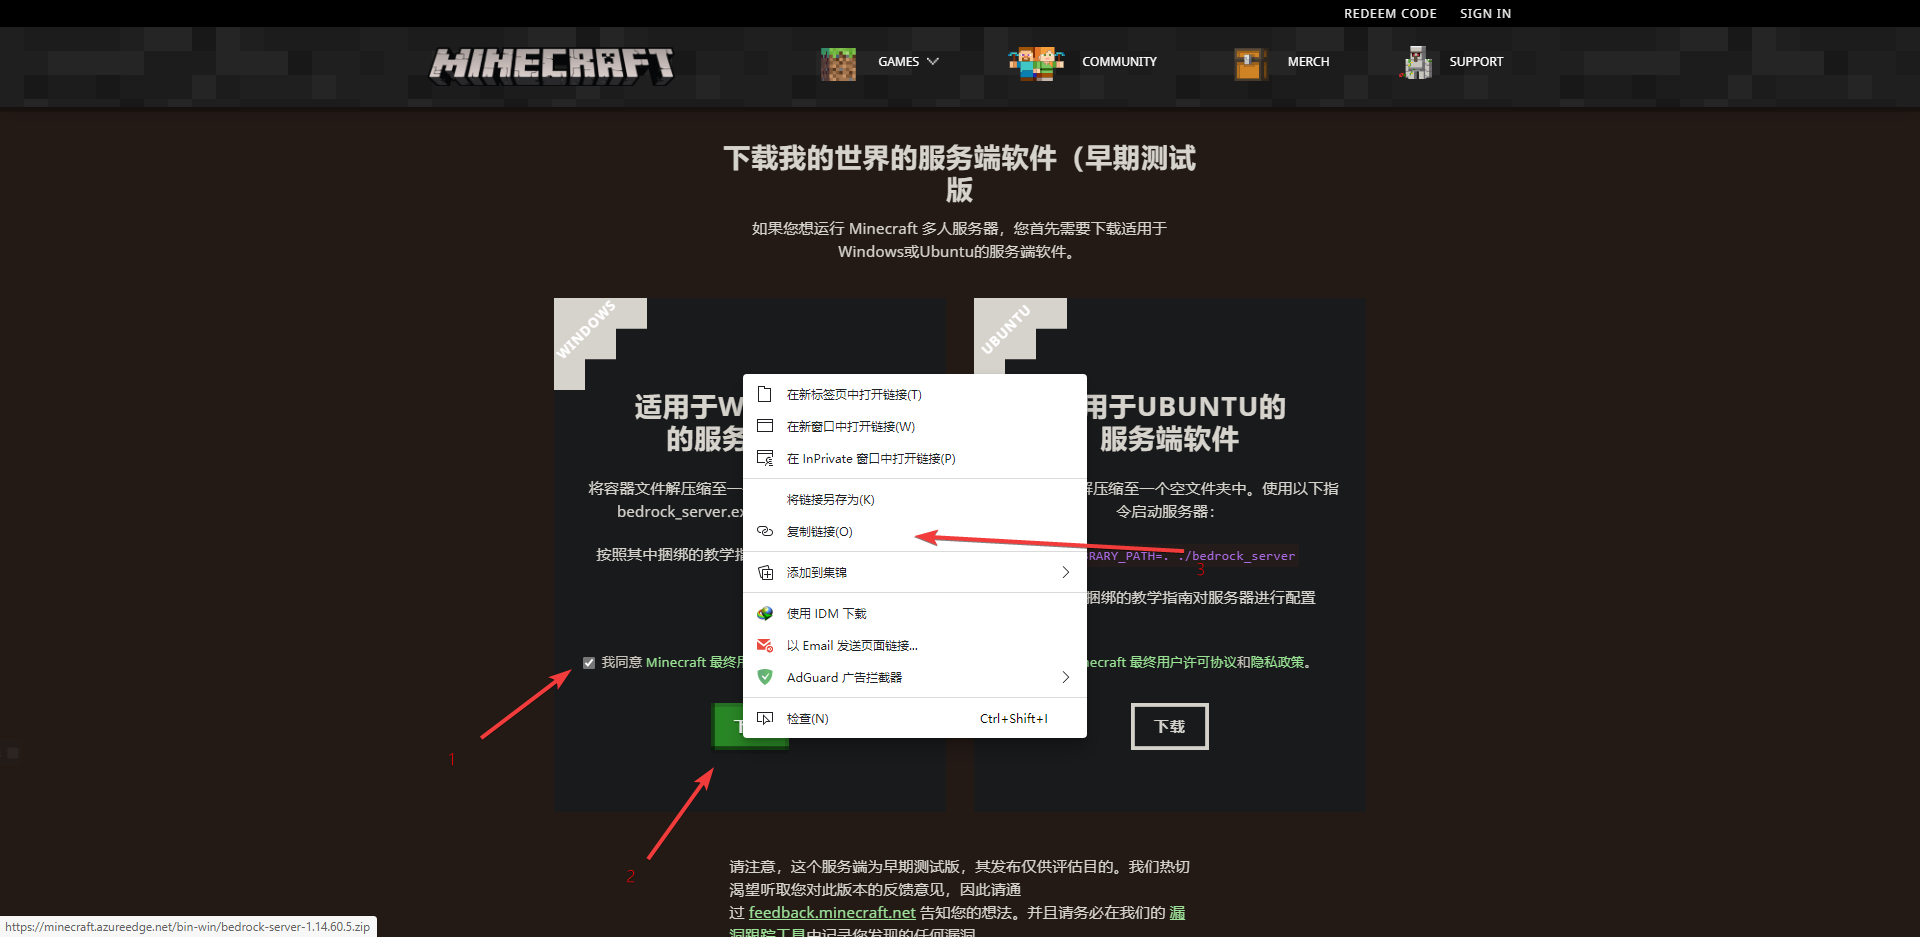 REDEEM CODE SIGN IN
MINECRAFT GAMES COMMUNITY MERCH SUPPORT
下载我的世界的服务端软件（早期测试
版
如果您想运行 Minecraft 多人服务器，您首先需要下载适用于
Windows或Ubuntu的服务端软件。
WINDOWS
适用于W
的服务
将容器文件解压缩至一
bedrock_server.ex
按照其中捆绑的教学指
我同意 Minecraft 最终用
下
在新标签页中打开链接(T)
在新窗口中打开链接(W)
在 InPrivate 窗口中打开链接(P)
将链接另存为(K)
复制链接(O)
添加到集锦
使用 IDM 下载
以 Email 发送页面链接...
AdGuard 广告拦截器
检查(N) Ctrl+Shift+I
UBUNTU
用于UBUNTU的
服务端软件
解压缩至一个空文件夹中。使用以下指
令启动服务器：
RARY_PATH=. ./bedrock_server
捆绑的教学指南对服务器进行配置
necraft 最终用户许可协议和隐私政策。
下载
1
2
3
请注意，这个服务端为早期测试版，其发布仅供评估目的。我们热切
渴望听取您对此版本的反馈意见，因此请通
过 feedback.minecraft.net 告知您的想法。并且请务必在我们的 漏
洞跟踪工具中记录您发现的任何漏洞
https://minecraft.azureedge.net/bin-win/bedrock-server-1.14.60.5.zip